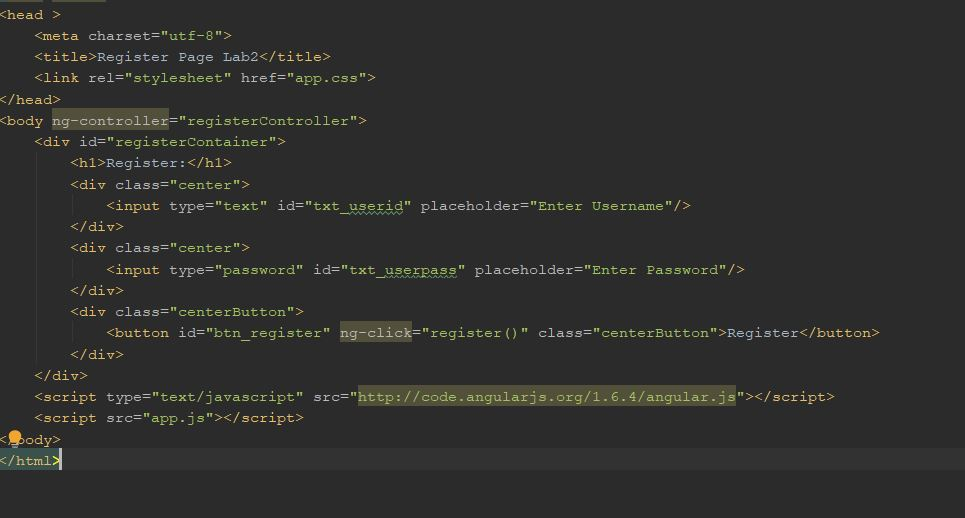 <head >
<meta charset="utf-8">
<title>Register Page Lab2</title>
<link rel="stylesheet" href="app.css">
</head>
<body ng-controller="registerController">
<div id="registerContainer">
<h1>Register:</h1>
<div class="center">
<input type="text" id="txt_userid" placeholder="Enter Username"/>
</div>
<div class="center">
<input type="password" id="txt_userpass" placeholder="Enter Password"/>
</div>
<div class="centerButton">
<button id="btn_register" ng-click="register()" class="centerButton">Register</button>
</div>
</div>
<script type="text/javascript" src="http://code.angularjs.org/1.6.4/angular.js"></script>
<script src="app.js"></script>
</body>
</html>